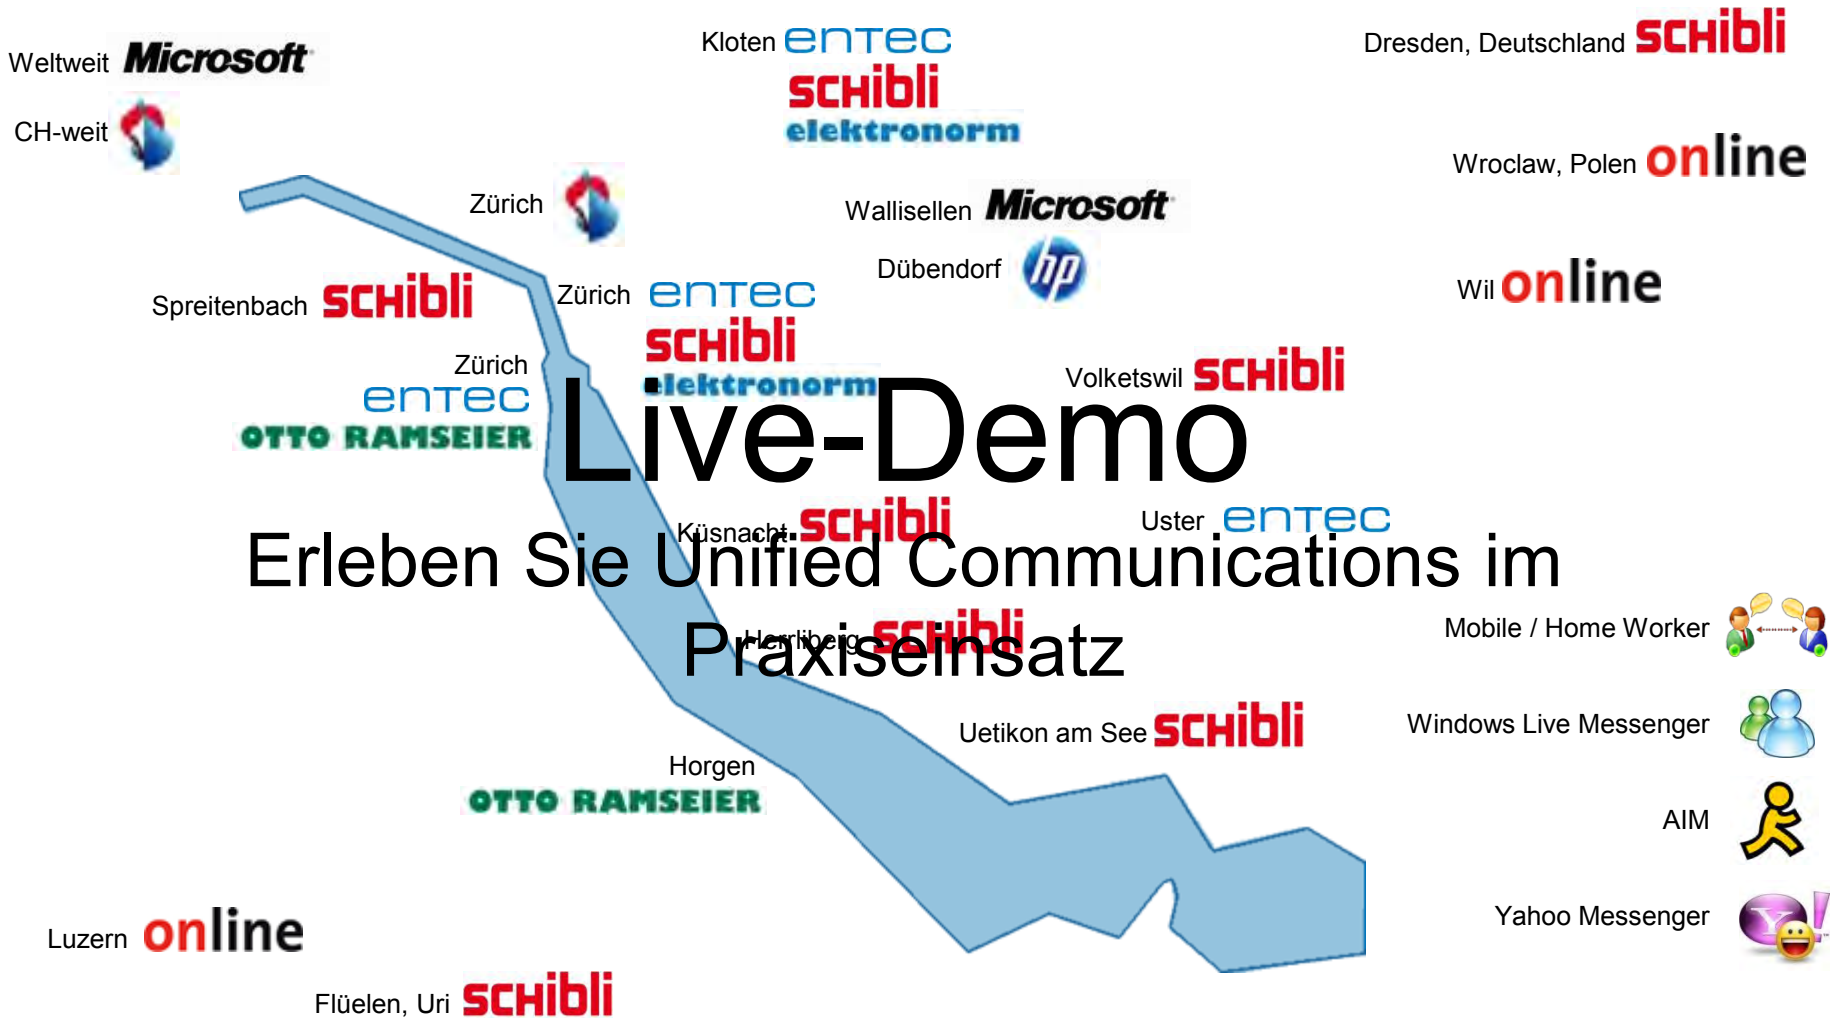 Weltweit Microsoft
CH-weit
Kloten entec
schibli
elektronorm
Dresden, Deutschland schibli
Wroclaw, Polen online
Zürich
Wallisellen Microsoft
Dübendorf hp
Wil online
Spreitenbach schibli
Zürich entec
schibli
elektronorm
Zürich
entec
OTTO RAMSEIER
Volketswil schibli
Live-Demo
Küsnacht schibli
Uster entec
Erleben Sie Unified Communications im
Praxiseinsatz
Herrliberg schibli
Mobile / Home Worker
Uetikon am See schibli
Windows Live Messenger
Horgen
OTTO RAMSEIER
AIM
Yahoo Messenger Y!
Luzern online
Flüelen, Uri schibli